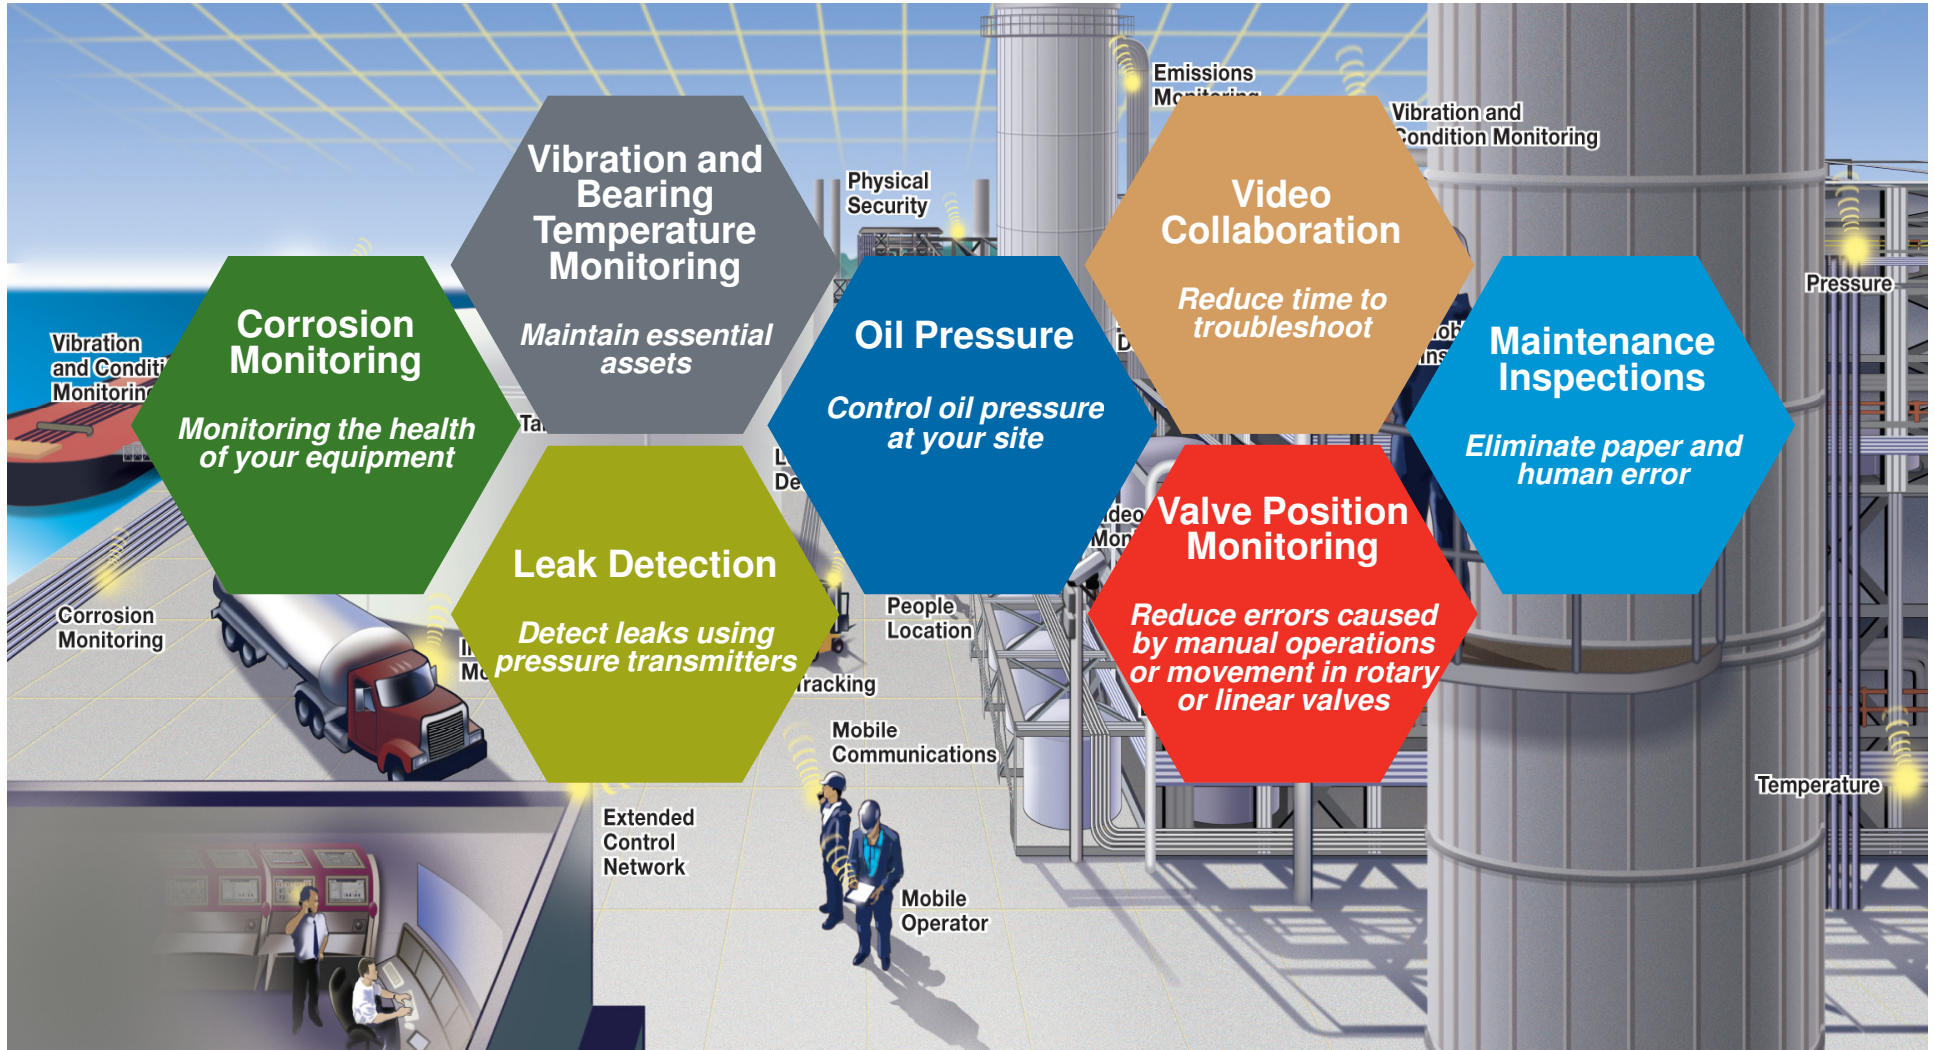 Emissions
Vibration and
Condition Monitoring
Physical
Security
Vibration and
Bearing
Temperature
Monitoring
Maintain essential
assets
Video
Collaboration
Reduce time to
troubleshoot
Pressure
Corrosion
Monitoring
Monitoring the health
of your equipment
Vibration
and Conditi
Monitoring
Oil Pressure
Control oil pressure
at your site
Maintenance
Inspections
Eliminate paper and
human error
Leak Detection
Detect leaks using
pressure transmitters
Valve Position
Monitoring
Reduce errors caused
by manual operations
or movement in rotary
or linear valves
Corrosion
Monitoring
People
Location
Tracking
Mobile
Communications
Temperature
Extended
Control
Network
Mobile
Operator